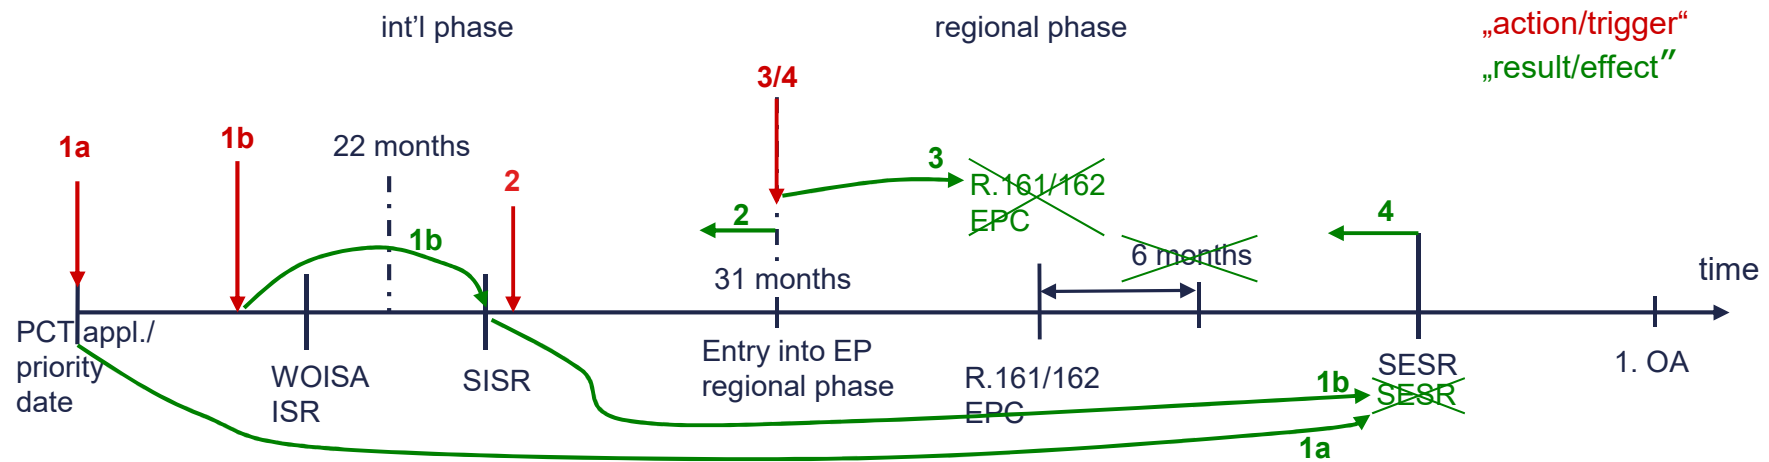 int'l phase
regional phase
„action/trigger“
„result/effect″
3/4
1a
1b
22 months
2
3
R.161/162
EPC
2
4
1b
6 months
31 months
time
PCT appl./
priority
date
WOISA
ISR
SISR
Entry into EP
regional phase
R.161/162
EPC
SESR
SESR
1. OA
1b
1a